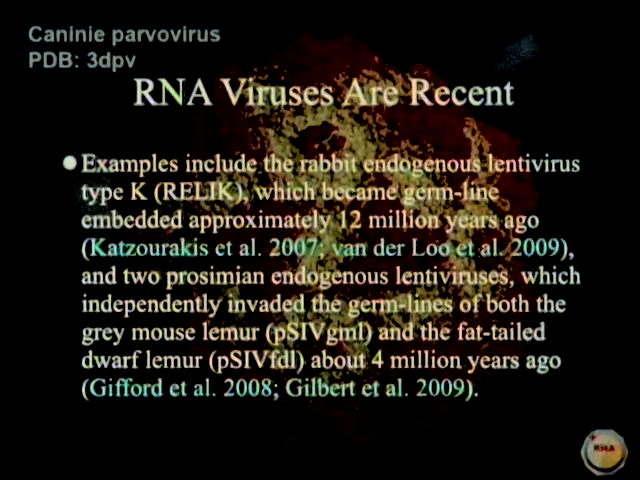 Caninie parvovirus
PDB: 3dpv
RNA Viruses Are Recent
Examples include the rabbit endogenous lentivirus
type K (RELIK), which became germ-line
embedded approximately 12 million years ago
(Katzourakis et al. 2007; van der Loo et al. 2009),
and two prosimian endogenous lentiviruses, which
independently invaded the germ-lines of both the
grey mouse lemur (pSIVgml) and the fat-tailed
dwarf lemur (pSIVfdl) about 4 million years ago
(Gifford et al. 2008; Gilbert et al. 2009).